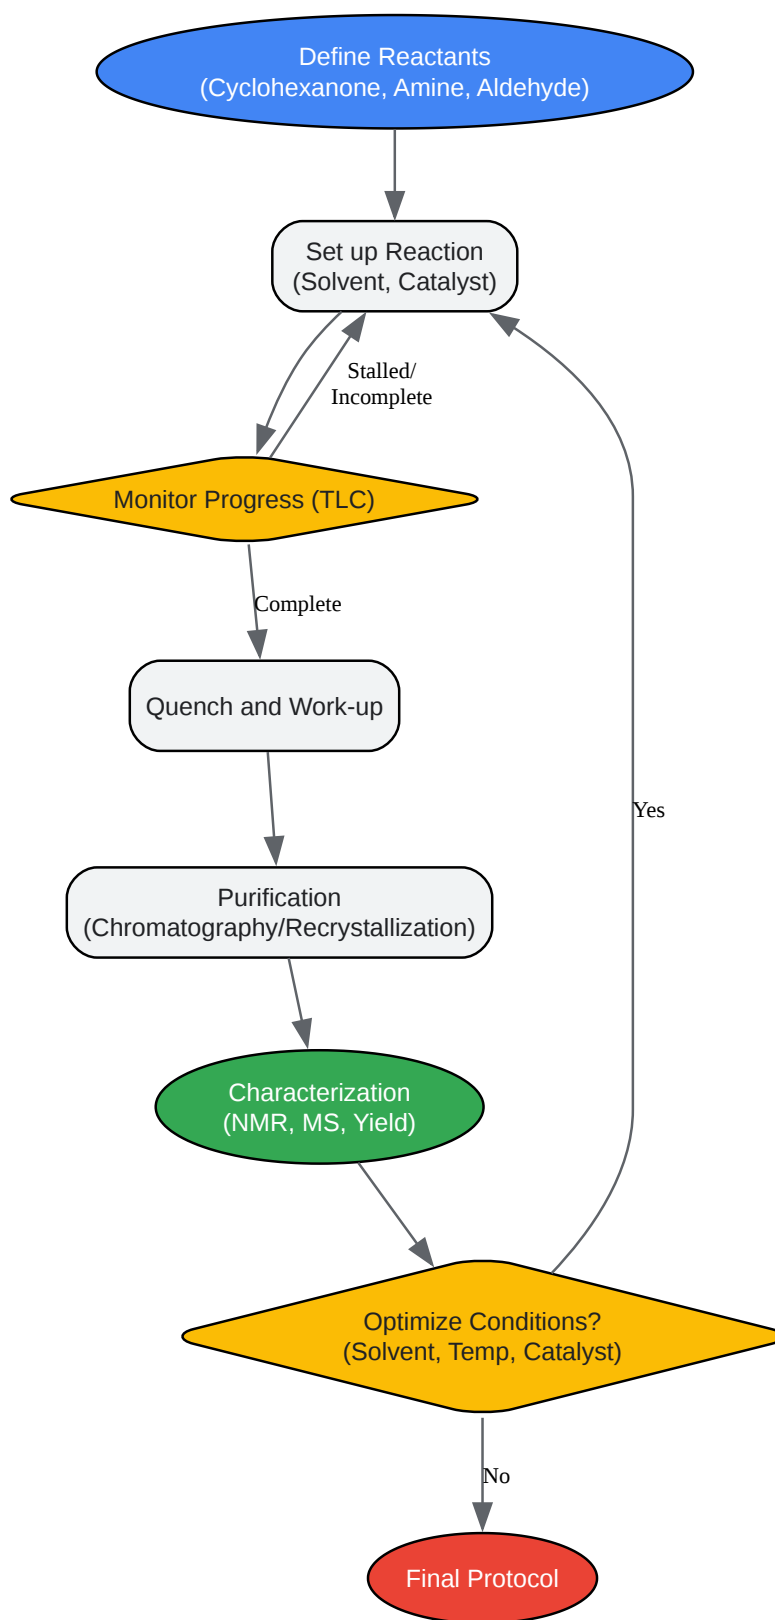 Define Reactants
(Cyclohexanone, Amine, Aldehyde)
Set up Reaction
(Solvent, Catalyst)
Stalled/
Incomplete
Monitor Progress (TLC)
Complete
Quench and Work-up
Yes
Purification
(Chromatography/Recrystallization)
Characterization
(NMR, MS, Yield)
Optimize Conditions?
(Solvent, Temp, Catalyst)
No
Final Protocol